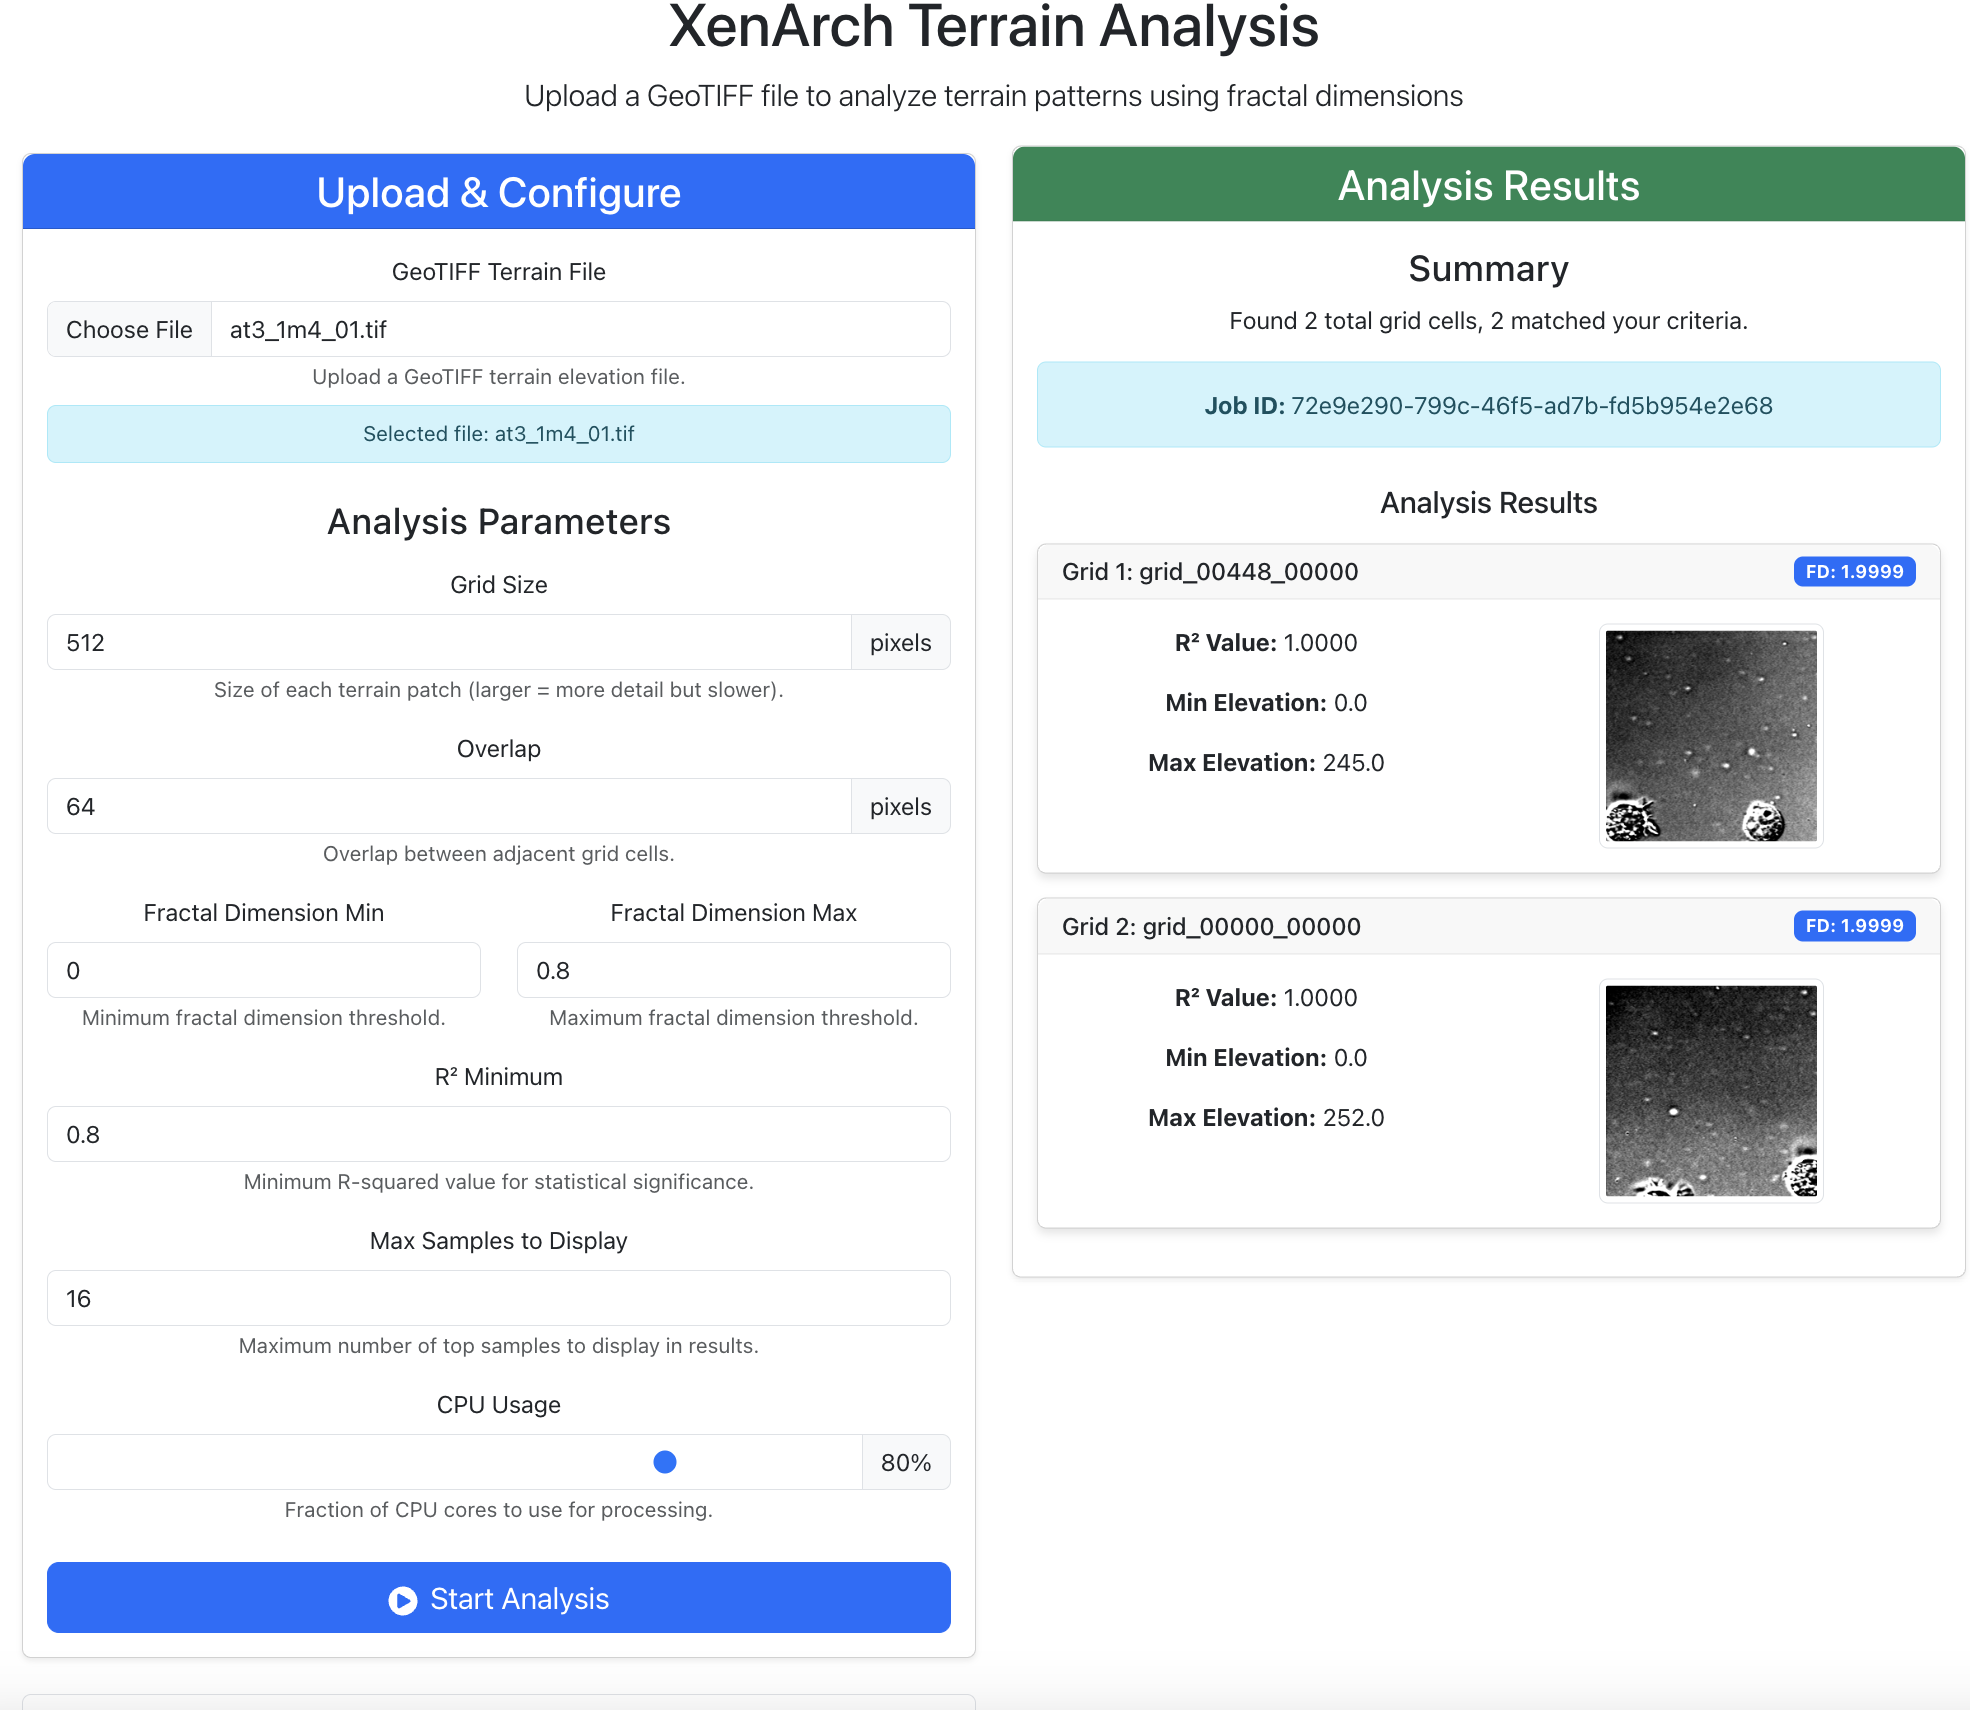 XenArch Terrain Analysis
Upload a GeoTIFF file to analyze terrain patterns using fractal dimensions
Upload & Configure
GeoTIFF Terrain File
Choose File at3_1m4_01.tif
Upload a GeoTIFF terrain elevation file.
Selected file: at3_1m4_01.tif
Analysis Parameters
Grid Size
512 pixels
Size of each terrain patch (larger = more detail but slower).
Overlap
64 pixels
Overlap between adjacent grid cells.
Fractal Dimension Min
0
Minimum fractal dimension threshold.
Fractal Dimension Max
0.8
Maximum fractal dimension threshold.
R² Minimum
0.8
Minimum R-squared value for statistical significance.
Max Samples to Display
16
Maximum number of top samples to display in results.
CPU Usage
80%
Fraction of CPU cores to use for processing.
Start Analysis
Analysis Results
Summary
Found 2 total grid cells, 2 matched your criteria.
Job ID: 72e9e290-799c-46f5-ad7b-fd5b954e2e68
Analysis Results
Grid 1: grid_00448_00000 FD: 1.9999
R² Value: 1.0000
Min Elevation: 0.0
Max Elevation: 245.0
Grid 2: grid_00000_00000 FD: 1.9999
R² Value: 1.0000
Min Elevation: 0.0
Max Elevation: 252.0